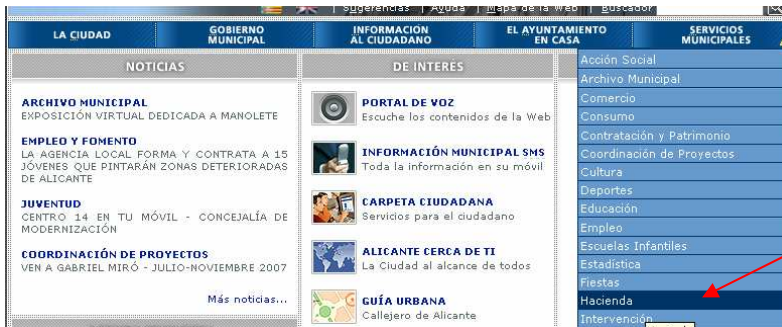 | Sugerencias | Ayuda | Mapa de la Web | Buscador
LA CIUDAD
GOBIERNO
MUNICIPAL
INFORMACIÓN
AL CIUDADANO
EL AYUNTAMIENTO
EN CASA
SERVICIOS
MUNICIPALES
NOTICIAS
ARCHIVO MUNICIPAL
EXPOSICIÓN VIRTUAL DEDICADA A MANOLETE
EMPLEO Y FOMENTO
LA AGENCIA LOCAL FORMA Y CONTRATA A 15
JÓVENES QUE PINTARÁN ZONAS DETERIORADAS
DE ALICANTE
JUVENTUD
CENTRO 14 EN TU MÓVIL - CONCEJALÍA DE
MODERNIZACIÓN
COORDINACIÓN DE PROYECTOS
VEN A GABRIEL MIRÓ - JULIO-NOVIEMBRE 2007
Más noticias...
DE INTERÉS
PORTAL DE VOZ
Escuche los contenidos de la Web
INFORMACIÓN MUNICIPAL SMS
Toda la información en su móvil
CARPETA CIUDADANA
Servicios para el ciudadano
ALICANTE CERCA DE TI
La Ciudad al alcance de todos
GUÍA URBANA
Callejero de Alicante
Acción Social
Archivo Municipal
Comercio
Consumo
Contratación y Patrimonio
Coordinación de Proyectos
Cultura
Deportes
Educación
Empleo
Escuelas Infantiles
Estadística
Fiestas
Hacienda
Intervención